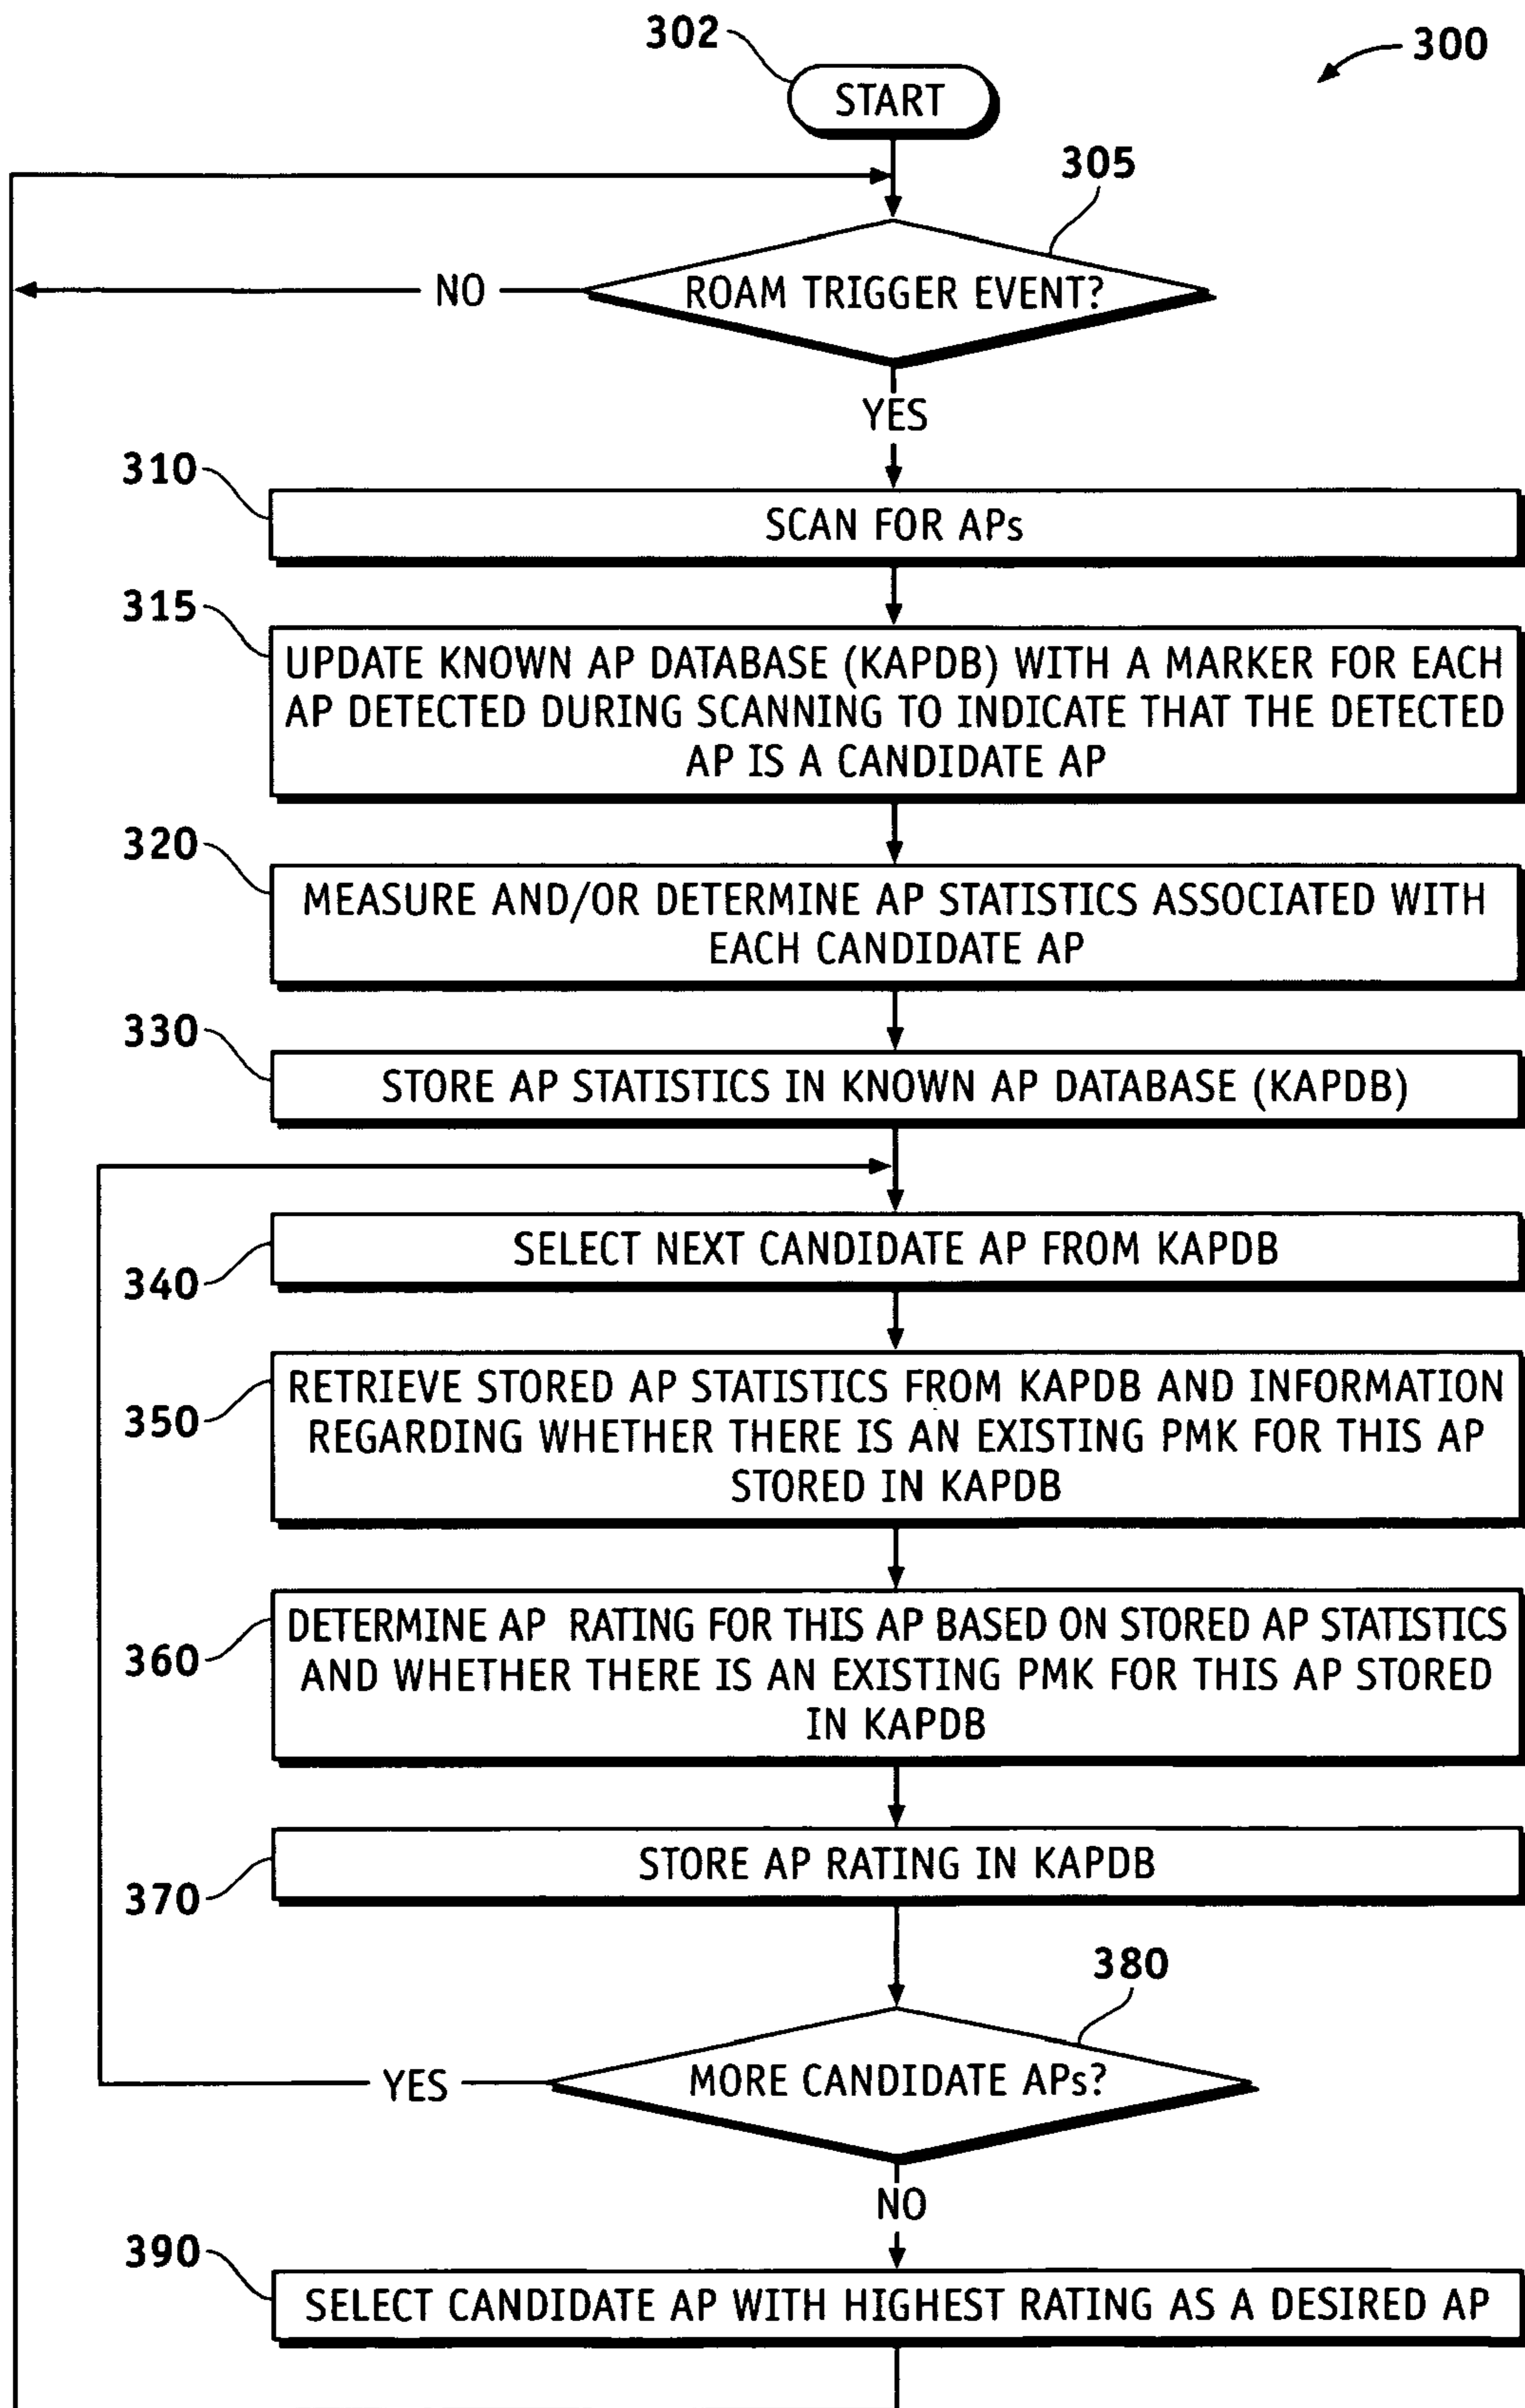 302
300
START
305
NO
ROAM TRIGGER EVENT?
YES
310
SCAN FOR APs
315
UPDATE KNOWN AP DATABASE (KAPDB) WITH A MARKER FOR EACH
AP DETECTED DURING SCANNING TO INDICATE THAT THE DETECTED
AP IS A CANDIDATE AP
320
MEASURE AND/OR DETERMINE AP STATISTICS ASSOCIATED WITH
EACH CANDIDATE AP
330
STORE AP STATISTICS IN KNOWN AP DATABASE (KAPDB)
340
SELECT NEXT CANDIDATE AP FROM KAPDB
350
RETRIEVE STORED AP STATISTICS FROM KAPDB AND INFORMATION
REGARDING WHETHER THERE IS AN EXISTING PMK FOR THIS AP
STORED IN KAPDB
360
DETERMINE AP RATING FOR THIS AP BASED ON STORED AP STATISTICS
AND WHETHER THERE IS AN EXISTING PMK FOR THIS AP STORED
IN KAPDB
370
STORE AP RATING IN KAPDB
380
YES
MORE CANDIDATE APs?
NO
390
SELECT CANDIDATE AP WITH HIGHEST RATING AS A DESIRED AP